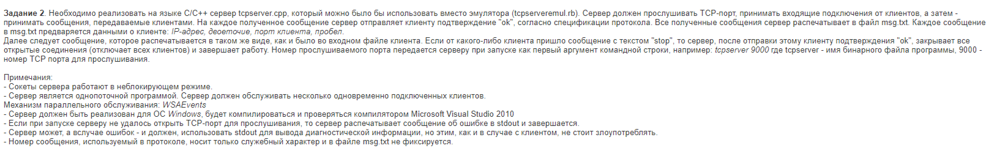 Задание 2. Необходимо реализовать на языке C/C++ сервер tcpserver.cpp, который можно было бы использовать вместо эмулятора (tcpserveremul.rb). Сервер должен прослушивать TCP-порт, принимать входящие подключения от клиентов, а затем -
принимать сообщения, передаваемые клиентами. На каждое полученное сообщение сервер отправляет клиенту подтверждение "ok", согласно спецификации протокола. Все полученные сообщения сервер распечатывает в файл msg.txt. Каждое сообщение
в msg.txt предваряется данными о клиенте: IP-адрес, двоеточие, порт клиента, пробел.
Далее следует сообщение, которое распечатывается в таком же виде, как и было во входном файле клиента. Если от какого-либо клиента пришло сообщение с текстом "stop", то сервер, после отправки этому клиенту подтверждения "ok", закрывает все
открытые соединения (отключает всех клиентов) и завершает работу. Номер прослушиваемого порта передается серверу при запуске как первый аргумент командной строки, например: tcpserver 9000 где tcpserver - имя бинарного файла программы, 9000 -
номер TCP порта для прослушивания.
Примечания:
- Сокеты сервера работают в неблокирующем режиме.
- Сервер является однопоточной программой. Сервер должен обслуживать несколько одновременно подключенных клиентов.
Механизм параллельного обслуживания: WSAEvents
- Сервер должен быть реализован для ОС Windows, будет компилироваться и проверяться компилятором Microsoft Visual Studio 2010
- Если при запуске серверу не удалось открыть TCP-порт для прослушивания, то сервер распечатывает сообщение об ошибке в stdout и завершается.
- Сервер может, а вслучае ошибок - и должен, использовать stdout для вывода диагностической информации, но этим, как и в случае с клиентом, не стоит злоупотреблять.
- Номер сообщения, используемый в протоколе, носит только служебный характер и в файле msg.txt не фиксируется.